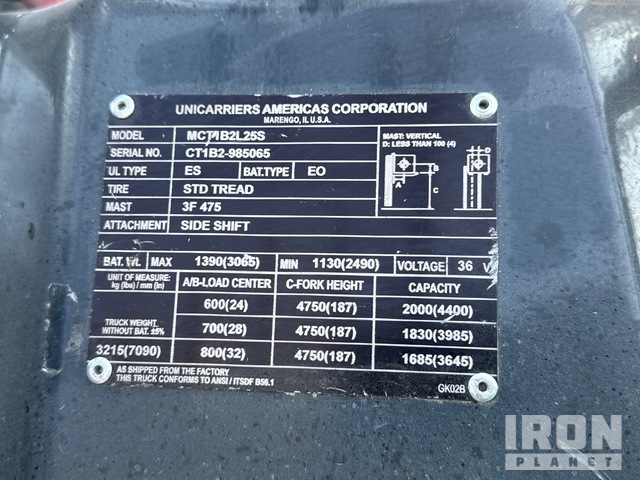 UNICARRIERS AMERICAS CORPORATION
MARENGO, IL U.S.A.
MODEL MCT1B2L25S
SERIAL NO. CT1B2-985065
UL TYPE ES BAT.TYPE EO
TIRE STD TREAD
MAST 3F 475
ATTACHMENT SIDE SHIFT
MAST: VERTICAL
D: LESS THAN 100 (4)
D
B
A
C
BAT. WL MAX 1390(3065) MIN 1130(2490) VOLTAGE 36 V
UNIT OF MEASURE:
kg (lbs) / mm (in)
A/B-LOAD CENTER C-FORK HEIGHT CAPACITY
600(24) 4750(187) 2000(4400)
TRUCK WEIGHT
WITHOUT BAT. ±5%
700(28) 4750(187) 1830(3985)
3215(7090) 800(32) 4750(187) 1685(3645)
AS SHIPPED FROM THE FACTORY
THIS TRUCK CONFORMS TO ANSI / ITSDF B56.1
GK02B
IRON
PLANET